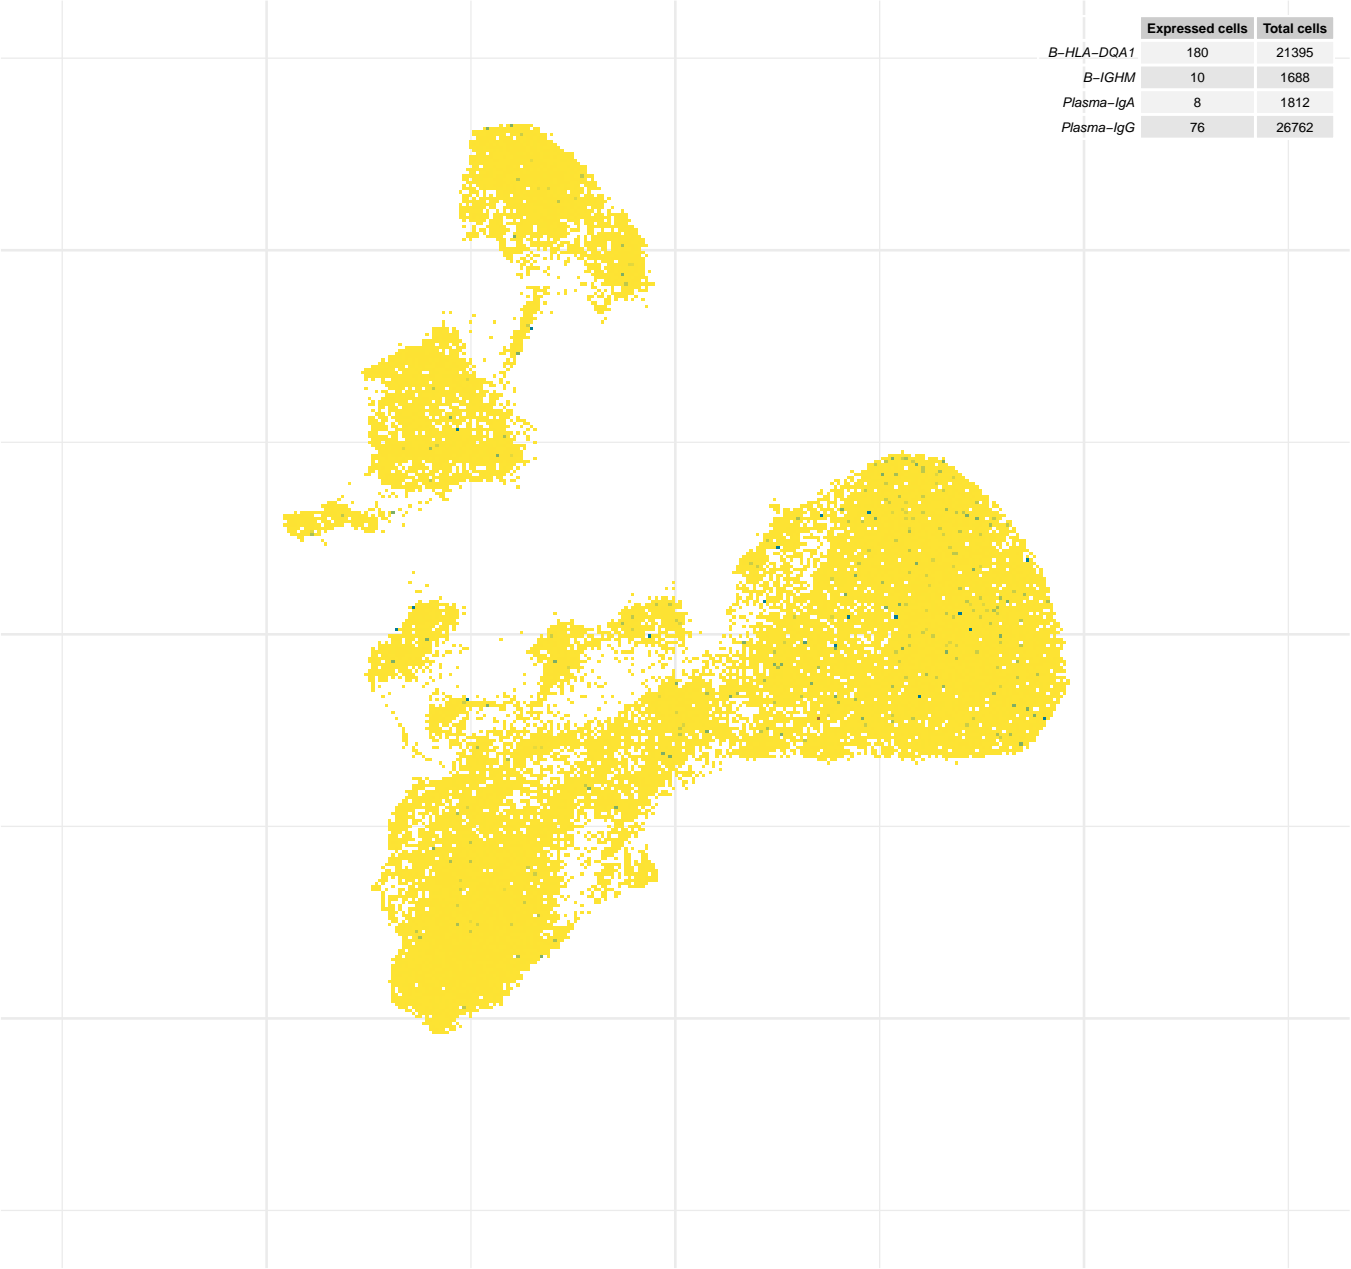 Expressed cells Total cells
B−HLA−DQA1 180 21395
B−IGHM 10 1688
Plasma−IgA 8 1812
Plasma−IgG 76 26762